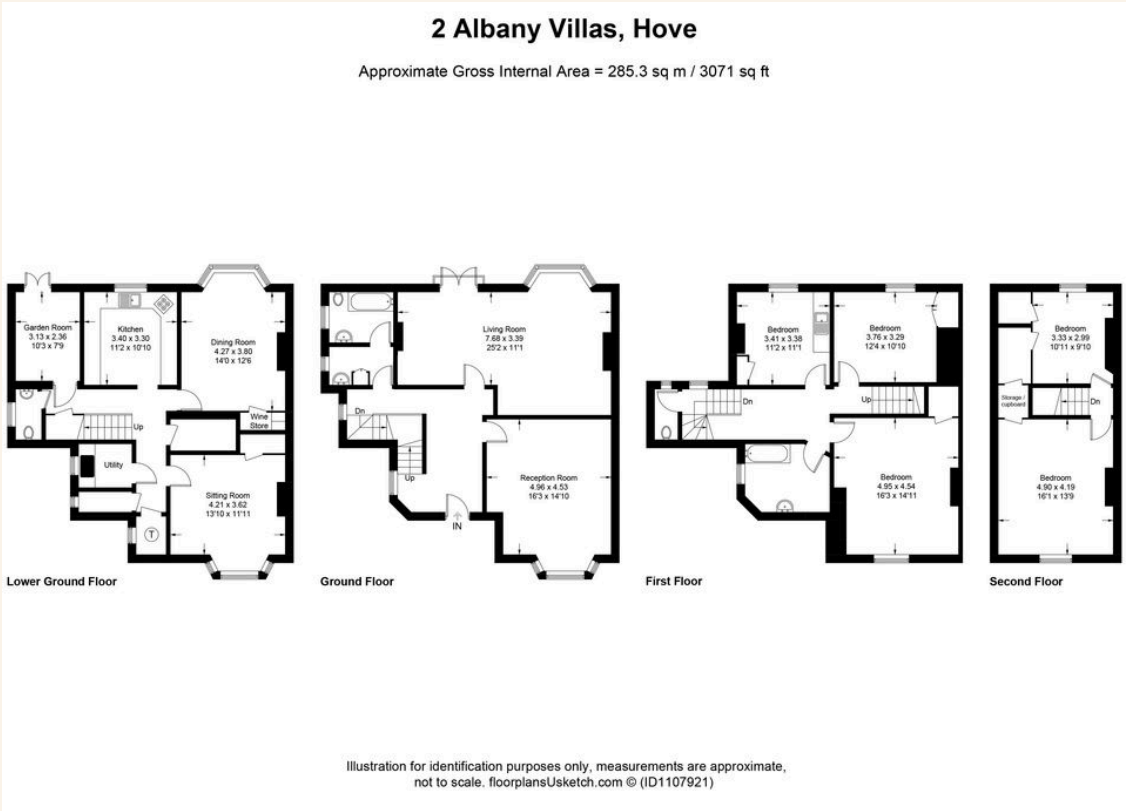 2 Albany Villas, Hove
Approximate Gross Internal Area = 285.3 sq m / 3071 sq ft
Garden Room
3.13 x 2.36
10'3 x 7'9
Kitchen
3.40 x 3.30
11'2 x 10'10
Dining Room
4.27 x 3.80
14'0 x 12'6
Wine
Store
Up
Utility
Sitting Room
4.21 x 3.62
13'10 x 11'11
T
Lower Ground Floor
Living Room
7.68 x 3.39
25'2 x 11'1
Dn
Up
Reception Room
4.96 x 4.53
16'3 x 14'10
IN
Ground Floor
Bedroom
3.41 x 3.38
11'2 x 11'1
Bedroom
3.76 x 3.29
12'4 x 10'10
Dn
Up
Bedroom
4.95 x 4.54
16'3 x 14'11
First Floor
Bedroom
3.33 x 2.99
10'11 x 9'10
Storage /
cupboard
Dn
Bedroom
4.90 x 4.19
16'1 x 13'9
Second Floor
Illustration for identification purposes only, measurements are approximate,
not to scale. floorplansUsketch.com © (ID1107921)